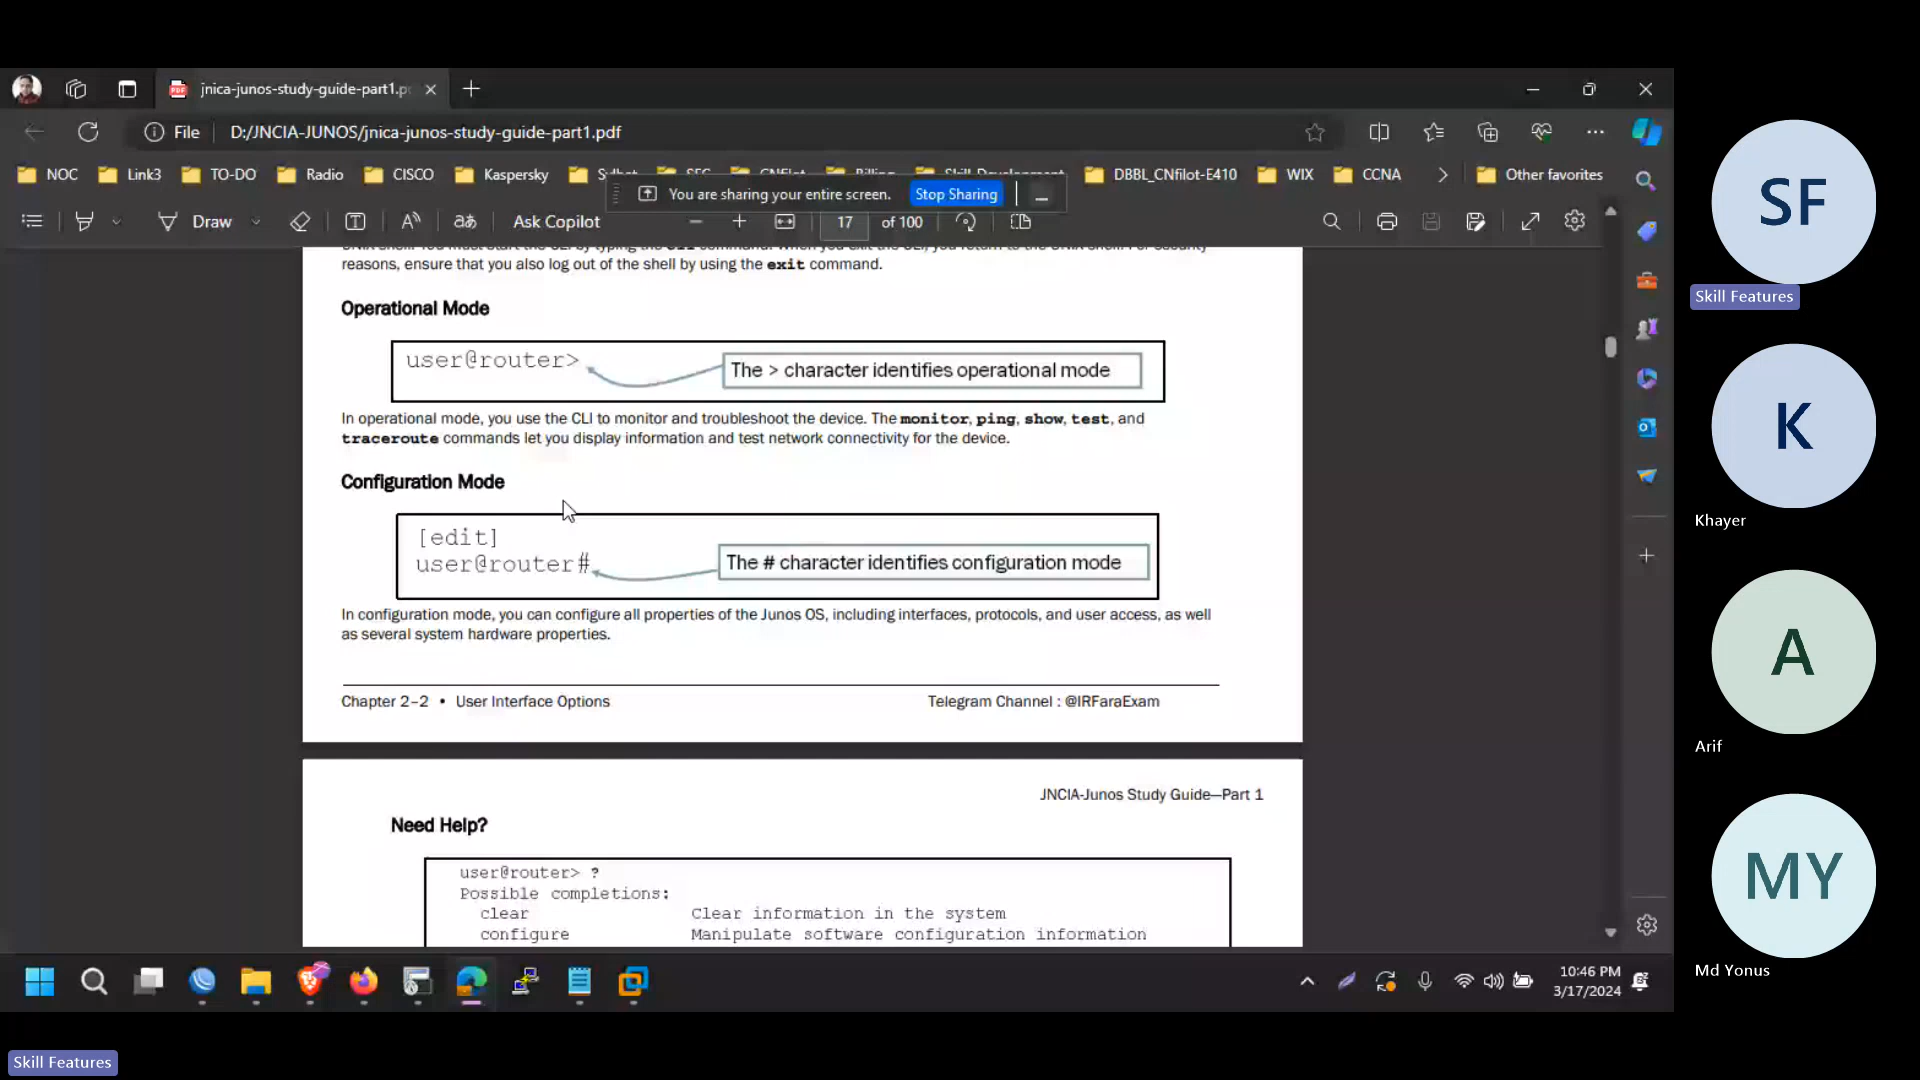 jnica-junos-study-guide-part1.p
File
D:/JNCIA-JUNOS/jnica-junos-study-guide-part1.pdf
NOC
Link3
TO-DO
Radio
CISCO
Kaspersky
DBBL_CNfilot-E410
WIX
CCNA
Other favorites
You are sharing your entire screen.
Stop Sharing
Draw
Ask Copilot
17
of 100
reasons, ensure that you also log out of the shell by using the exit command.
Operational Mode
user@router>
The > character identifies operational mode
In operational mode, you use the CLI to monitor and troubleshoot the device. The monitor, ping, show, test, and
traceroute commands let you display information and test network connectivity for the device.
Configuration Mode
[edit]
user@router#
The # character identifies configuration mode
In configuration mode, you can configure all properties of the Junos OS, including interfaces, protocols, and user access, as well
as several system hardware properties.
Chapter 2–2 • User Interface Options
Telegram Channel : @IRFaraExam
JNCIA-Junos Study Guide—Part 1
Need Help?
user@router> ?
Possible completions:
clear Clear information in the system
configure Manipulate software configuration information
10:46 PM
3/17/2024
SF
Skill Features
K
Khayer
A
Arif
MY
Md Yonus
Skill Features